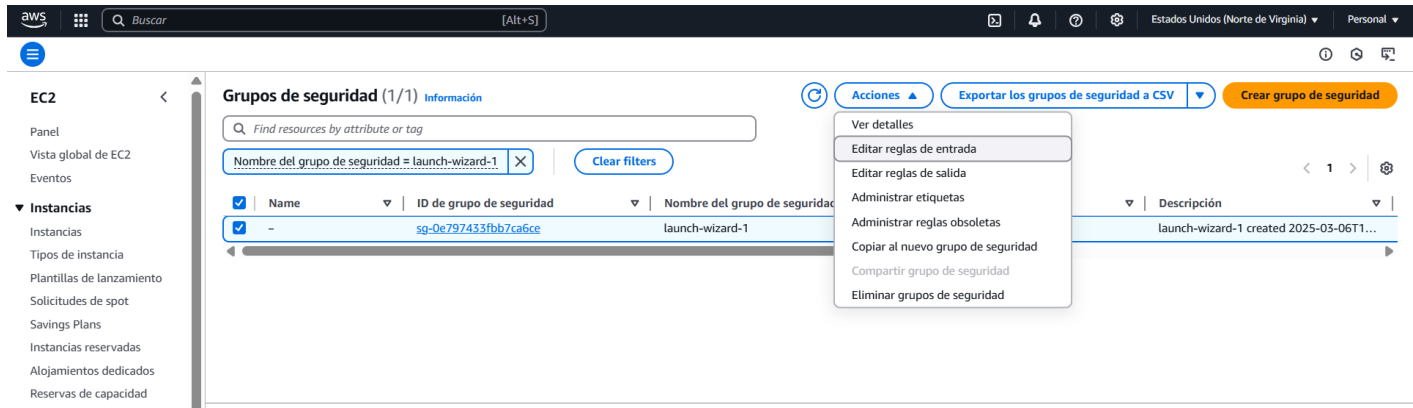 aws Buscar [Alt+S] Estados Unidos (Norte de Virginia) Personal
EC2
Panel
Vista global de EC2
Eventos
Instancias
Instancias
Tipos de instancia
Plantillas de lanzamiento
Solicitudes de spot
Savings Plans
Instancias reservadas
Alojamientos dedicados
Reservas de capacidad
Grupos de seguridad (1/1) Información
Acciones Exportar los grupos de seguridad a CSV Crear grupo de seguridad
Find resources by attribute or tag
Nombre del grupo de seguridad = launch-wizard-1 Clear filters
1
Name ID de grupo de seguridad Nombre del grupo de seguridad Descripción
– sg-0e797433fbb7ca6ce launch-wizard-1 launch-wizard-1 created 2025-03-06T1...
Ver detalles
Editar reglas de entrada
Editar reglas de salida
Administrar etiquetas
Administrar reglas obsoletas
Copiar al nuevo grupo de seguridad
Compartir grupo de seguridad
Eliminar grupos de seguridad